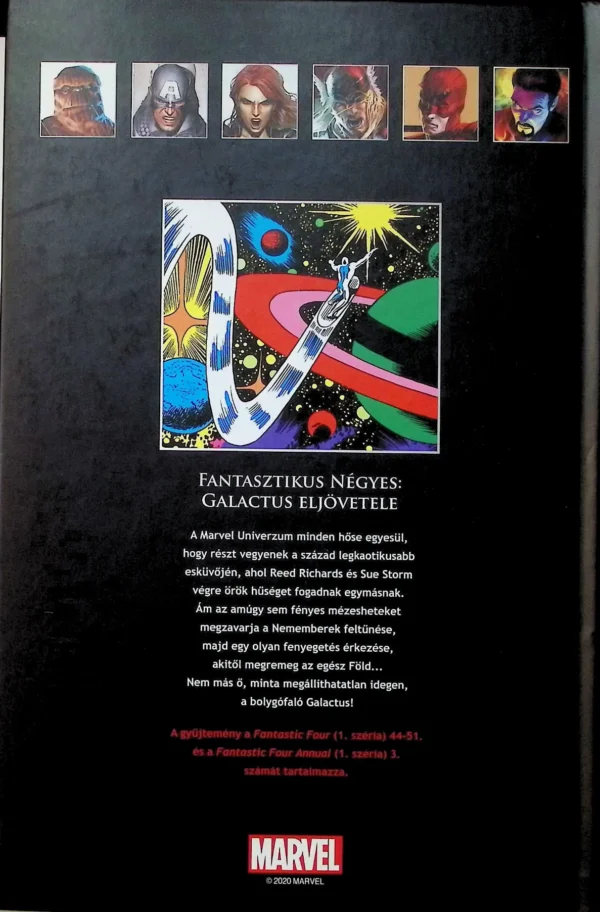 FANTASZTIKUS NÉGYES:
GALACTUS ELJÖVETELE
A Marvel Univerzum minden hőse egyesül,
hogy részt vegyenek a század legkaotikusabb
esküvőjén, ahol Reed Richards és Sue Storm
végre örök hűséget fogadnak egymásnak.
Ám az amúgy sem fényes mézesheteket
megzavarja a Nememberek feltűnése,
majd egy olyan fenyegetés érkezése,
akitől megremeg az egész Föld...
Nem más ő, minta megállíthatatlan idegen,
a bolygófaló Galactus!
A gyűjtemény a Fantastic Four (1. széria) 44-51.
és a Fantastic Four Annual (1. széria) 3.
számát tartalmazza.
MARVEL
© 2020 MARVEL